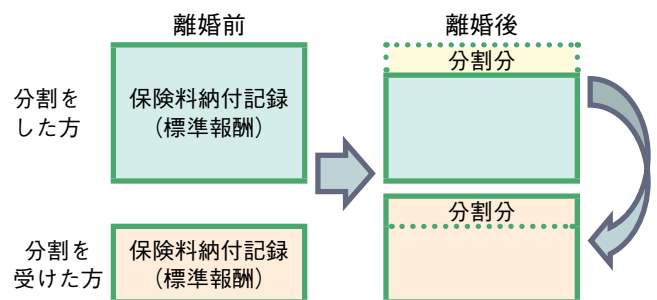 離婚前
離婚後
分割分
分割を
した方
保険料納付記録
（標準報酬）
分割分
分割を
受けた方
保険料納付記録
（標準報酬）